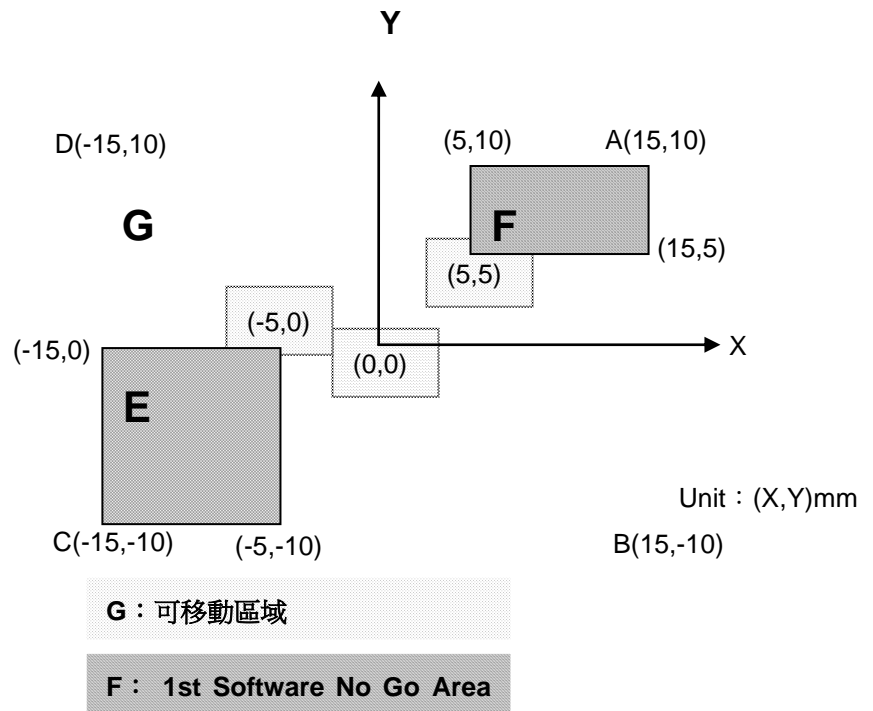 Y
D(-15,10)
(5,10)
A(15,10)
G
F
(15,5)
(5,5)
(-5,0)
(-15,0)
X
(0,0)
E
Unit：(X,Y)mm
C(-15,-10)
(-5,-10)
B(15,-10)
G：可移動區域
F： 1st Software No Go Area